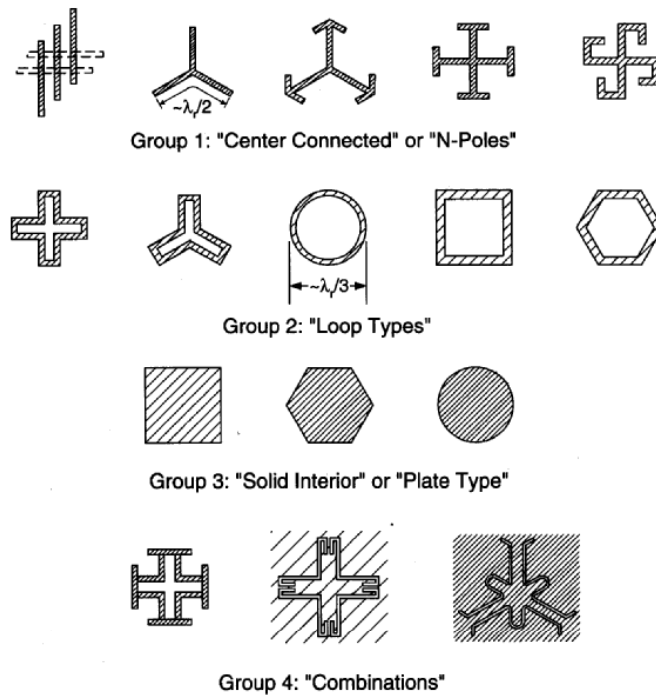 ~λr/2
Group 1: "Center Connected" or "N-Poles"
~λr/3
Group 2: "Loop Types"
Group 3: "Solid Interior" or "Plate Type"
Group 4: "Combinations"